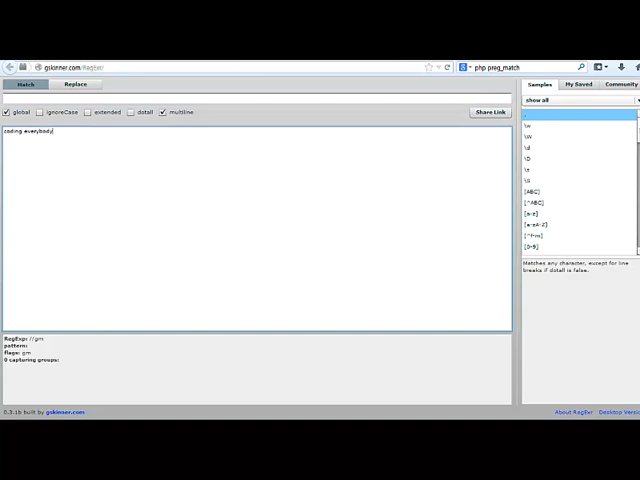 gskinner.com/RegExr/
php preg_match
Match
Replace
global
ignoreCase
extended
dotall
multiline
Share Link
coding everybody
RegExp: //gm
pattern:
flags: gm
0 capturing groups:
Samples
My Saved
Community
show all
.
\w
\W
\d
\D
\s
\S
[ABC]
[^ABC]
[a-z]
[a-zA-Z]
[^f-m]
[0-9]
Matches any character, except for line
breaks if dotall is false.
0.3.1b built by gskinner.com
About RegExr
Desktop Versio